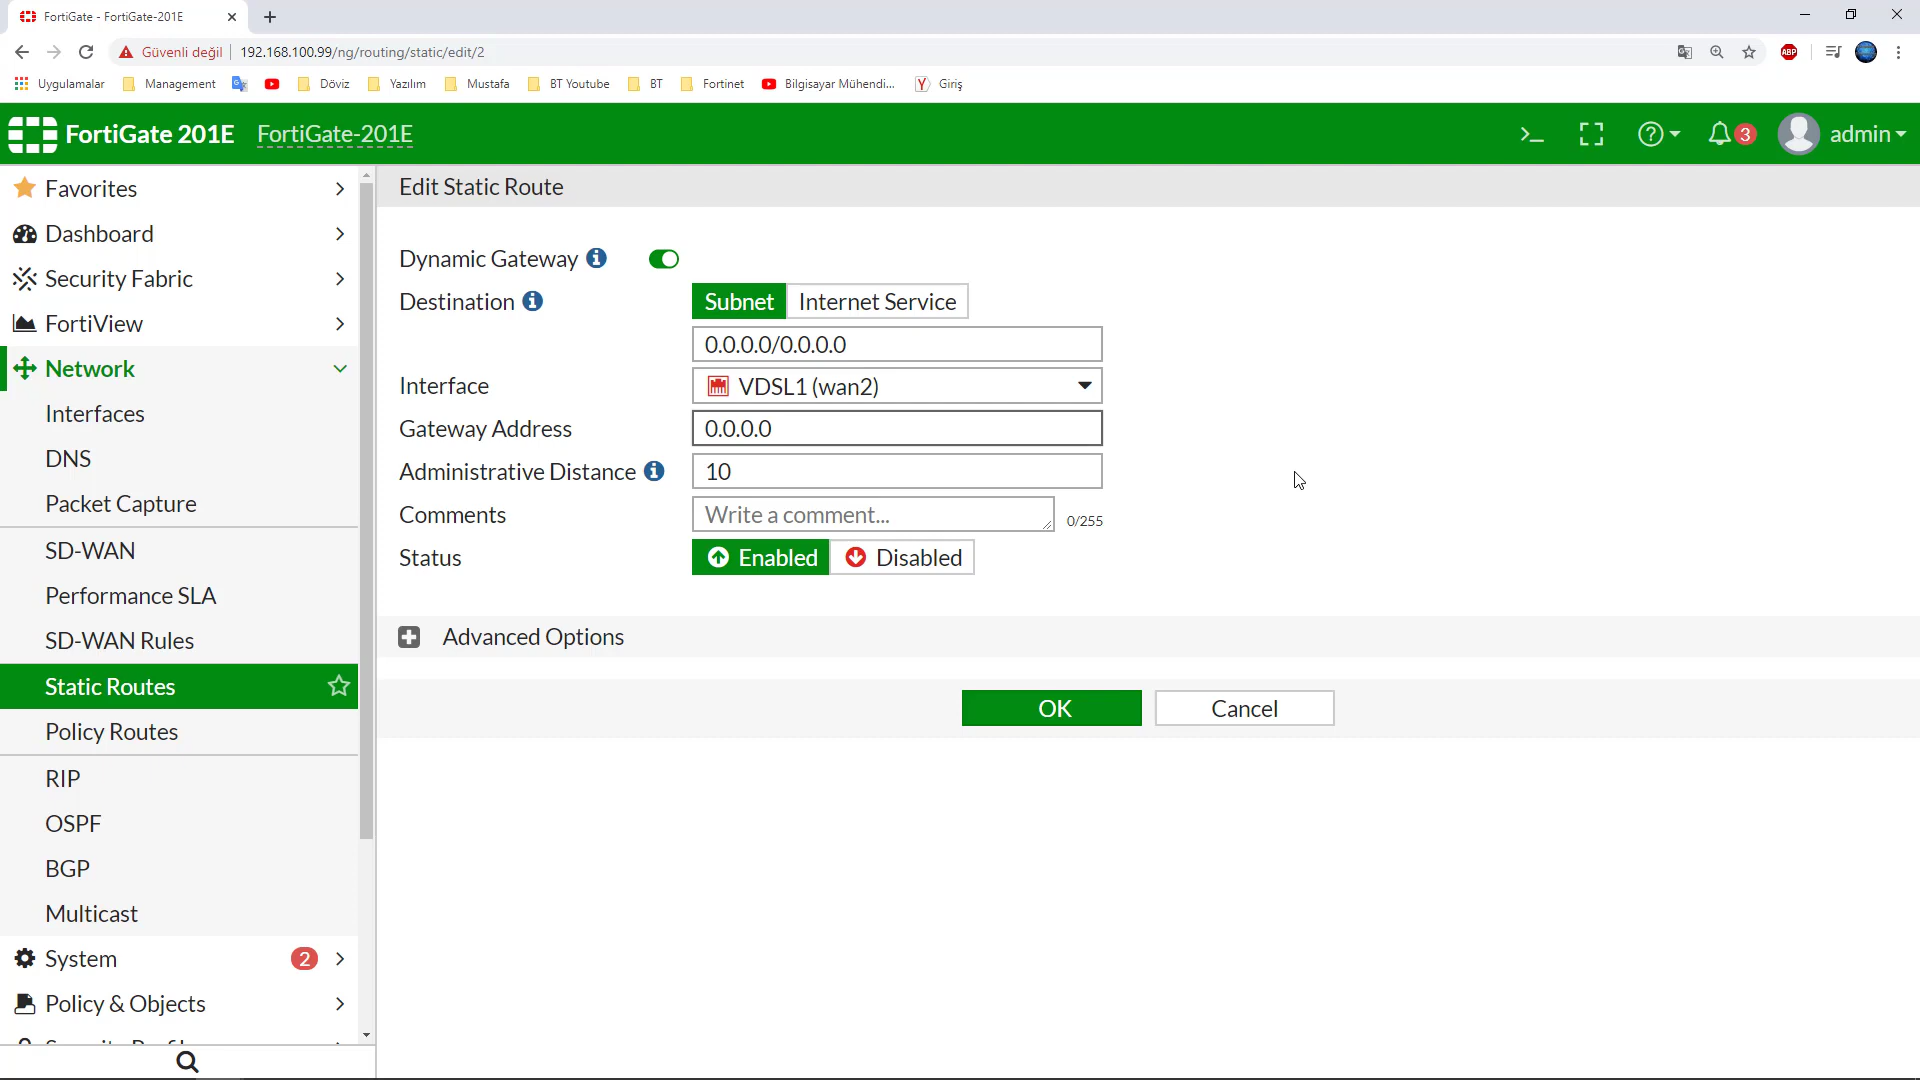 FortiGate - FortiGate-201E
Güvenli değil 192.168.100.99/ng/routing/static/edit/2
ABP
Uygulamalar Management Döviz Yazılım Mustafa BT Youtube BT Fortinet Bilgisayar Mühendi... Y Giriş
FortiGate 201E FortiGate-201E 3 admin
Favorites
Dashboard
Security Fabric
FortiView
Network
Interfaces
DNS
Packet Capture
SD-WAN
Performance SLA
SD-WAN Rules
Static Routes
Policy Routes
RIP
OSPF
BGP
Multicast
System 2
Policy & Objects
Edit Static Route
Dynamic Gateway
Destination Subnet Internet Service
0.0.0.0/0.0.0.0
Interface VDSL1 (wan2)
Gateway Address 0.0.0.0
Administrative Distance 10
Comments Write a comment... 0/255
Status Enabled Disabled
Advanced Options
OK Cancel